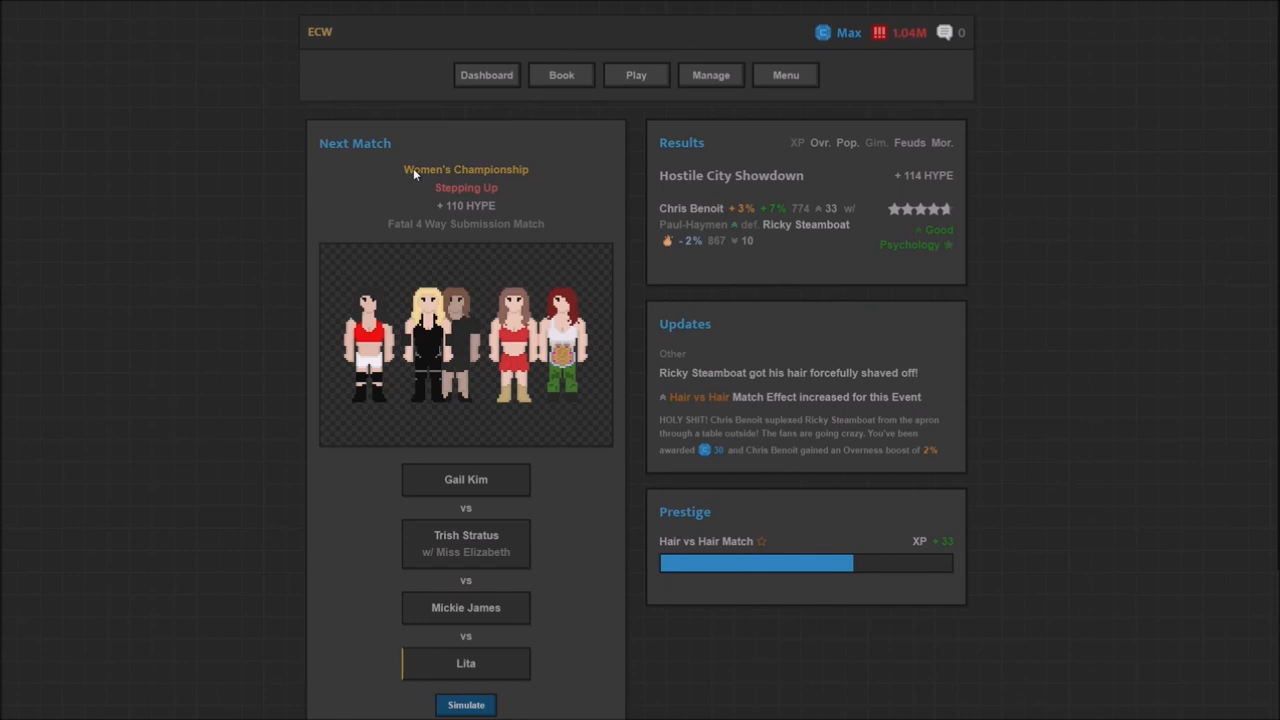 ECW
Max 1.04M 0
Dashboard Book Play Manage Menu
Next Match
Women's Championship
Stepping Up
+ 110 HYPE
Fatal 4 Way Submission Match
Gail Kim
vs
Trish Stratus
w/ Miss Elizabeth
vs
Mickie James
vs
Lita
Simulate
Results XP Ovr. Pop. Gim. Feuds Mor.
Hostile City Showdown + 114 HYPE
Chris Benoit + 3% + 7% 774 33 w/
Paul-Haymen def. Ricky Steamboat
- 2% 867 10
Good
Psychology
Updates
Other
Ricky Steamboat got his hair forcefully shaved off!
Hair vs Hair Match Effect increased for this Event
HOLY SHIT! Chris Benoit suplexed Ricky Steamboat from the apron
through a table outside! The fans are going crazy. You've been
awarded C 30 and Chris Benoit gained an Overness boost of 2%
Prestige
Hair vs Hair Match XP + 33